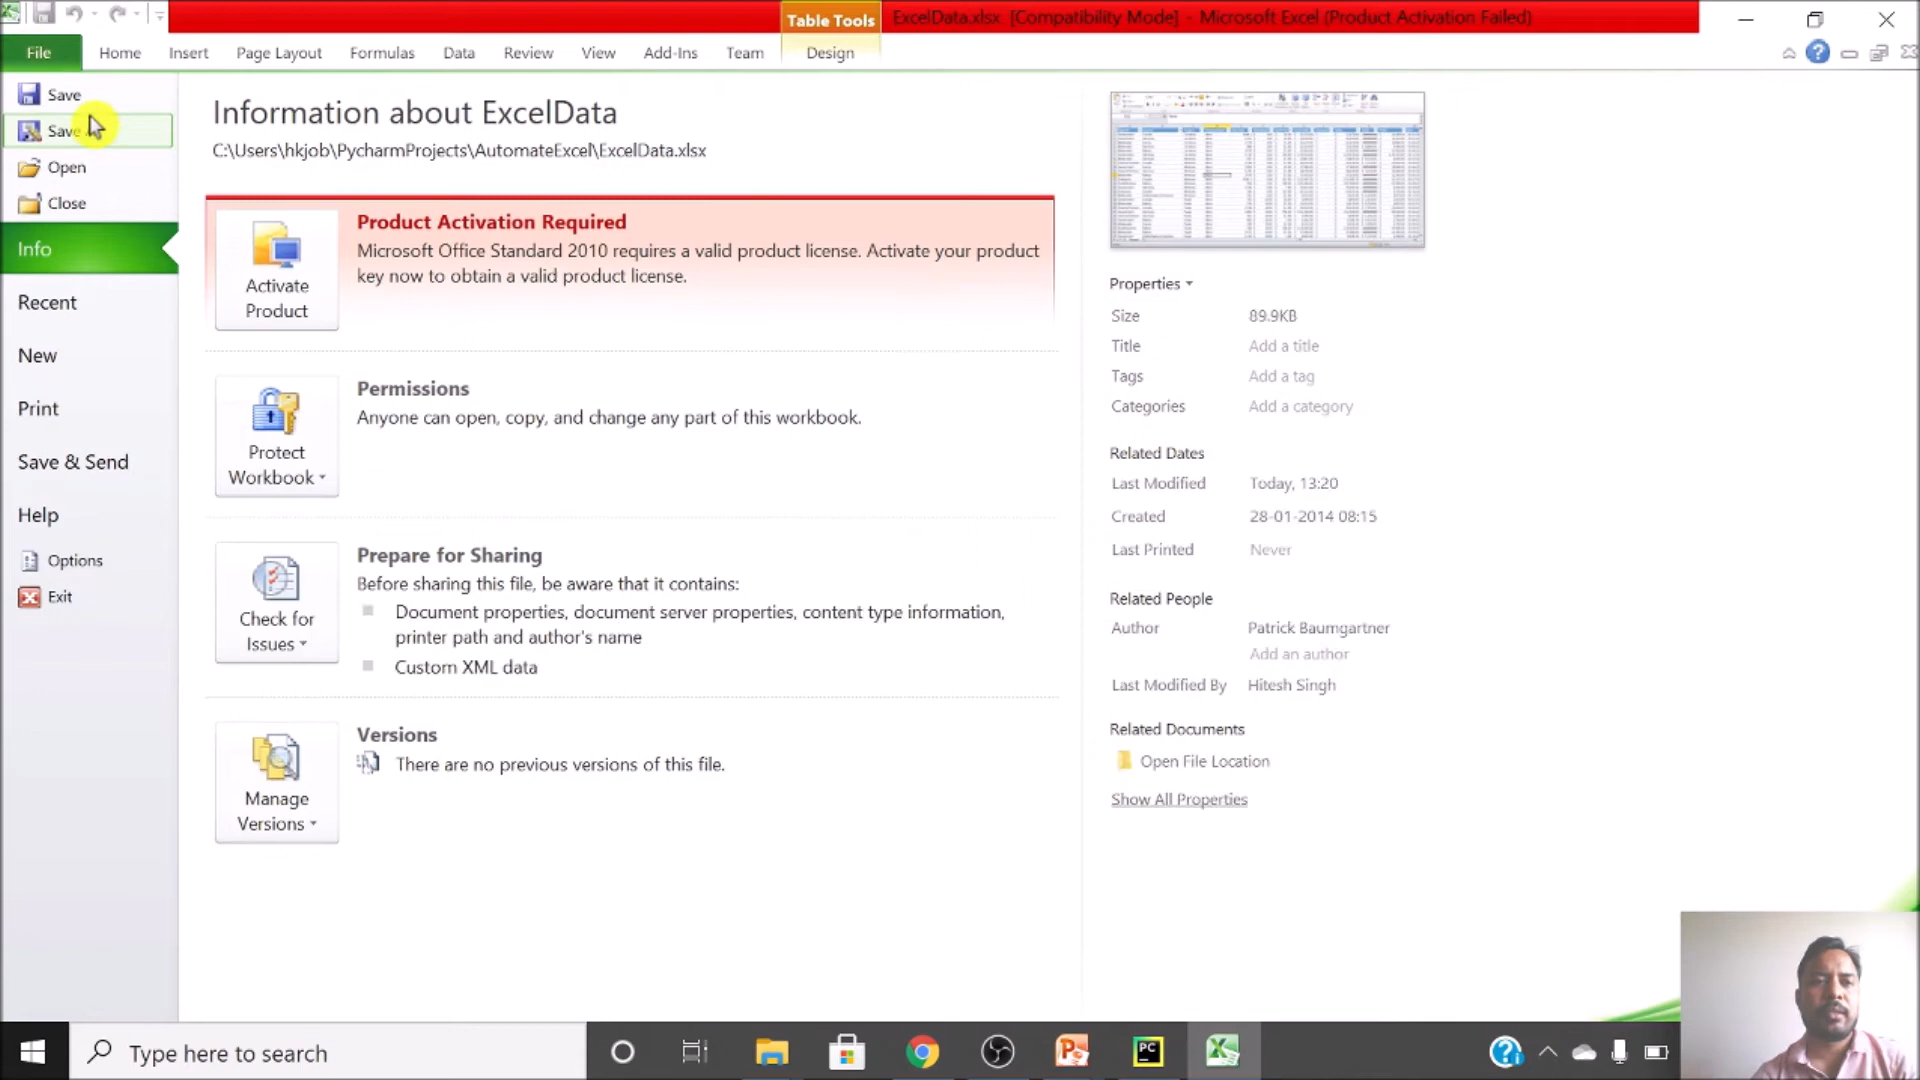 Table Tools
ExcelData.xlsx [Compatibility Mode] - Microsoft Excel (Product Activation Failed)
File
Home
Insert
Page Layout
Formulas
Data
Review
View
Add-Ins
Team
Design
Save
Save
Open
Close
Info
Recent
New
Print
Save & Send
Help
Options
Exit
Information about ExcelData
C:\Users\hkjob\PycharmProjects\AutomateExcel\ExcelData.xlsx
Activate
Product
Product Activation Required
Microsoft Office Standard 2010 requires a valid product license. Activate your product
key now to obtain a valid product license.
Protect
Workbook
Permissions
Anyone can open, copy, and change any part of this workbook.
Check for
Issues
Prepare for Sharing
Before sharing this file, be aware that it contains:
Document properties, document server properties, content type information,
printer path and author's name
Custom XML data
Manage
Versions
Versions
There are no previous versions of this file.
Properties
Size 89.9KB
Title Add a title
Tags Add a tag
Categories Add a category
Related Dates
Last Modified Today, 13:20
Created 28-01-2014 08:15
Last Printed Never
Related People
Author Patrick Baumgartner
Add an author
Last Modified By Hitesh Singh
Related Documents
Open File Location
Show All Properties
Type here to search
PC